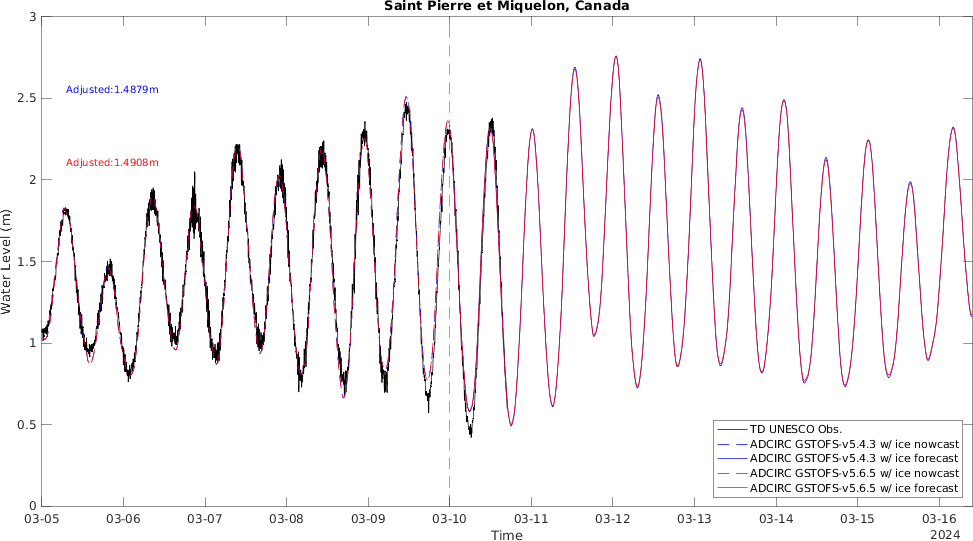 Saint Pierre et Miquelon, Canada
3
2.5
2
1.5
1
0.5
0
Water Level (m)
Adjusted:1.4879m
Adjusted:1.4908m
TD UNESCO Obs.
ADCIRC GSTOFS-v5.4.3 w/ ice nowcast
ADCIRC GSTOFS-v5.4.3 w/ ice forecast
ADCIRC GSTOFS-v5.6.5 w/ ice nowcast
ADCIRC GSTOFS-v5.6.5 w/ ice forecast
03-05 03-06 03-07 03-08 03-09 03-10 03-11 03-12 03-13 03-14 03-15 03-16
Time
2024